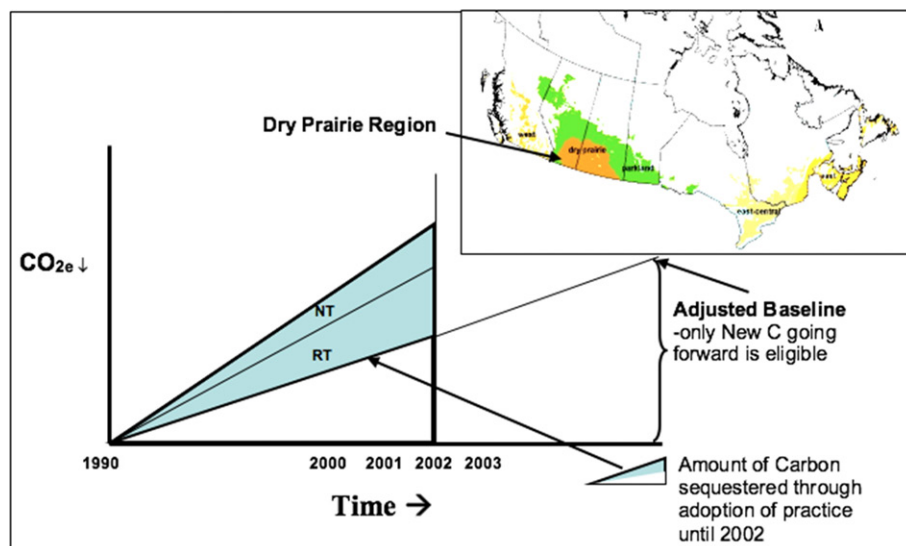 west
dry prairie
parkland
east-central
east
Dry Prairie Region
CO2e ↓
NT
RT
Adjusted Baseline
-only New C going
forward is eligible
1990
2000 2001 2002 2003
Time →
Amount of Carbon
sequestered through
adoption of practice
until 2002